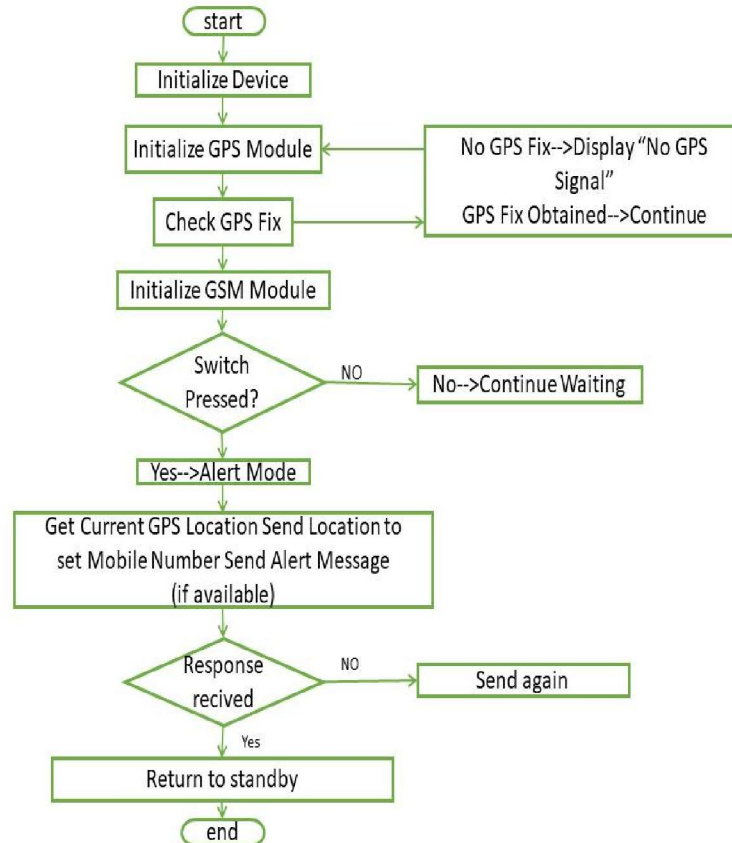 start
Initialize Device
Initialize GPS Module
No GPS Fix-->Display “No GPS
Signal”
GPS Fix Obtained-->Continue
Check GPS Fix
Initialize GSM Module
Switch
Pressed?
NO
No-->Continue Waiting
Yes-->Alert Mode
Get Current GPS Location Send Location to
set Mobile Number Send Alert Message
(if available)
Response
recived
NO
Send again
Yes
Return to standby
end